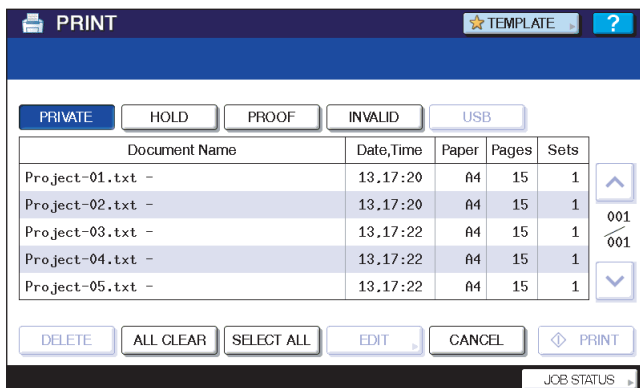 PRINT TEMPLATE ?
PRIVATE HOLD PROOF INVALID USB
Document Name Date,Time Paper Pages Sets
Project-01.txt - 13,17:20 A4 15 1
Project-02.txt - 13,17:20 A4 15 1
Project-03.txt - 13,17:22 A4 15 1
Project-04.txt - 13,17:22 A4 15 1
Project-05.txt - 13,17:22 A4 15 1
001
001
DELETE ALL CLEAR SELECT ALL EDIT CANCEL PRINT
JOB STATUS